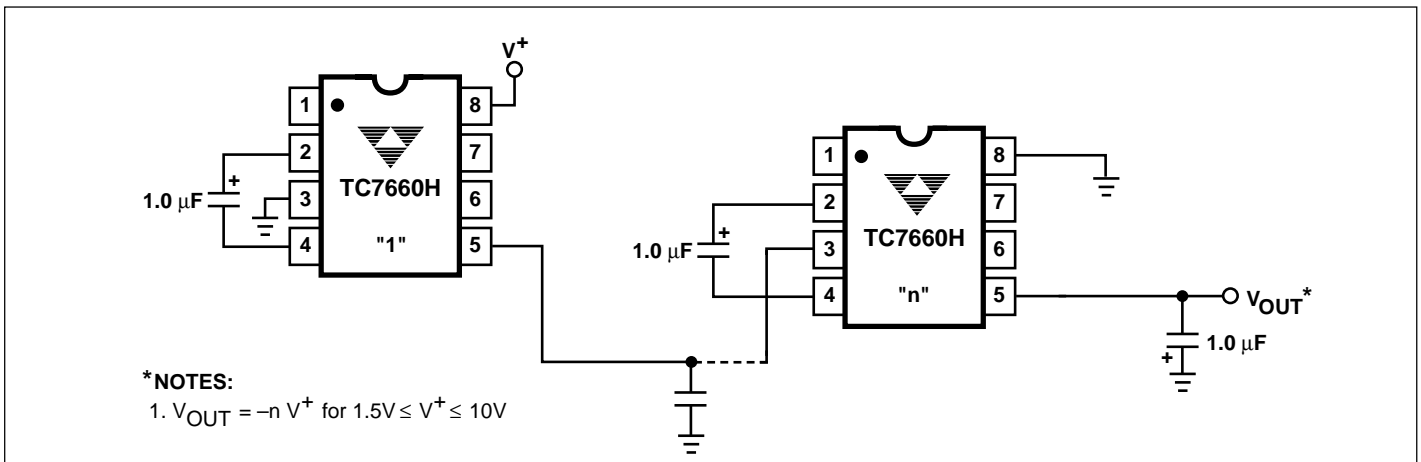 V+
1 8
2 7
TC7660H
3 6
4 "1" 5
1.0 µF
+
1 8
2 7
TC7660H
3 6
4 "n" 5
1.0 µF
+
VOUT*
1.0 µF
+
*NOTES:
1. VOUT = –n V+ for 1.5V ≤ V+ ≤ 10V